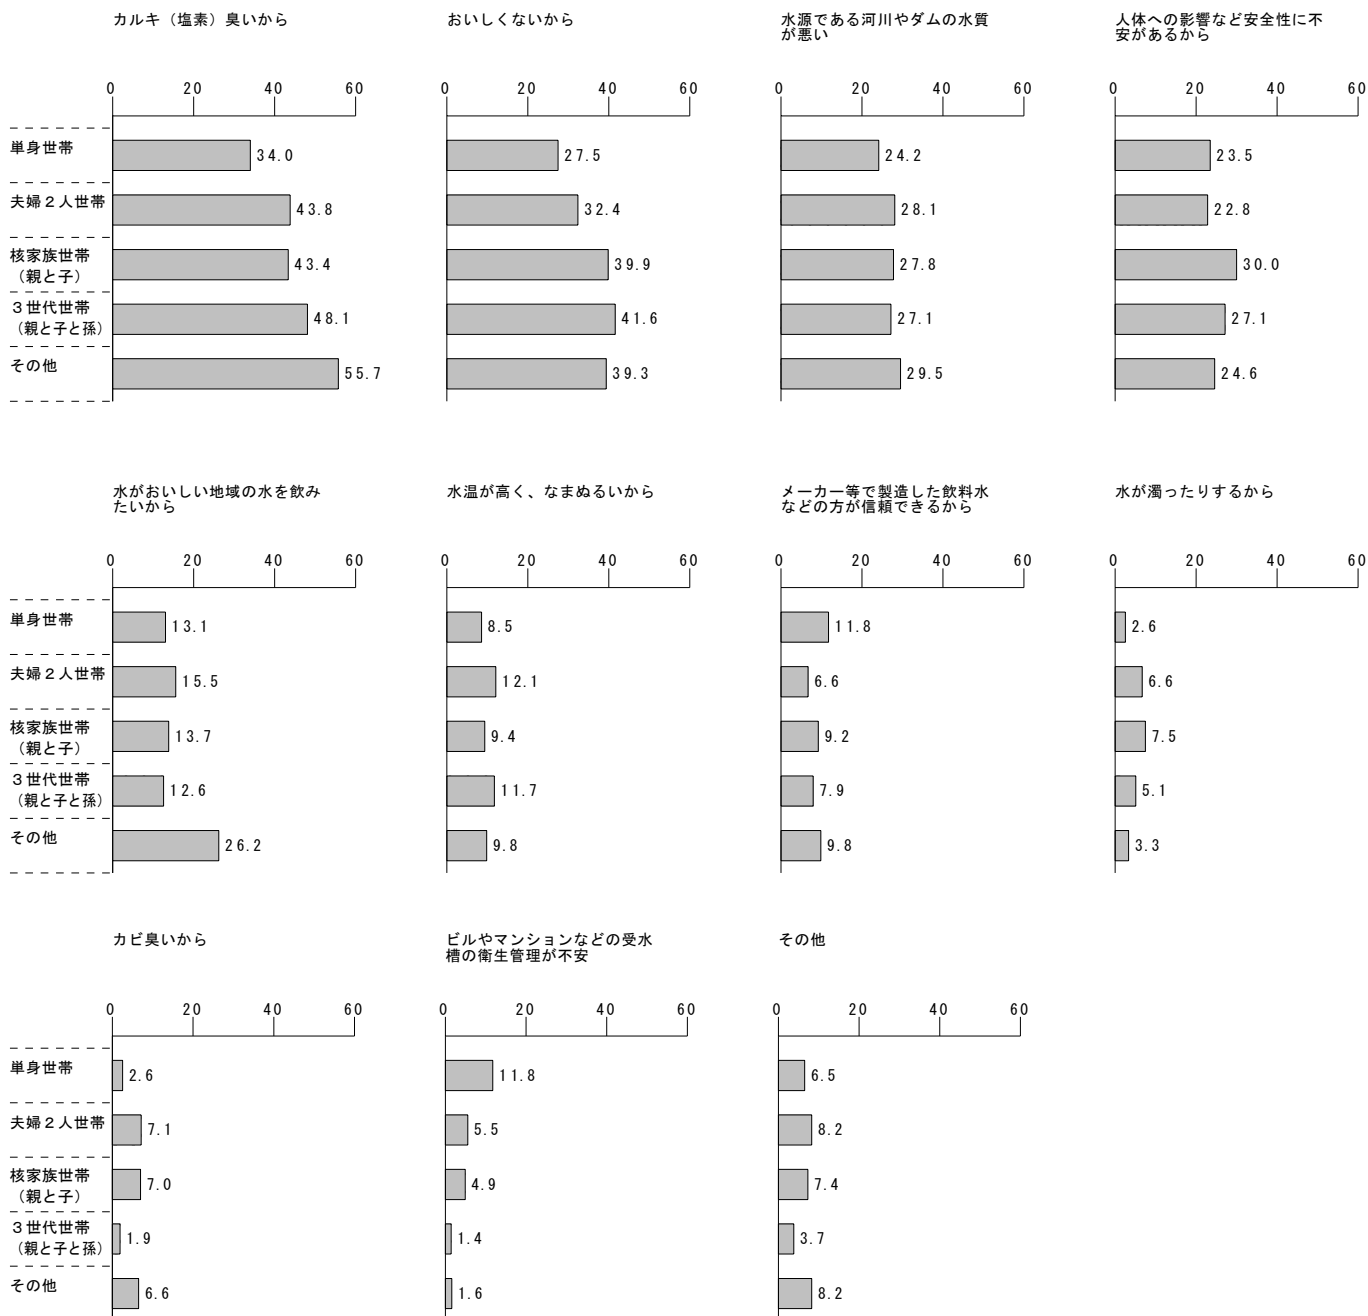 カルキ（塩素）臭いから
おいしくないから
水源である河川やダムの水質
が悪い
人体への影響など安全性に不
安があるから
0 20 40 60
0 20 40 60
0 20 40 60
0 20 40 60
単身世帯 34.0 27.5 24.2 23.5
夫婦２人世帯 43.8 32.4 28.1 22.8
核家族世帯
（親と子） 43.4 39.9 27.8 30.0
３世代世帯
（親と子と孫） 48.1 41.6 27.1 27.1
その他 55.7 39.3 29.5 24.6
水がおいしい地域の水を飲み
たいから
水温が高く、なまぬるいから
メーカー等で製造した飲料水
などの方が信頼できるから
水が濁ったりするから
0 20 40 60
0 20 40 60
0 20 40 60
0 20 40 60
単身世帯 13.1 8.5 11.8 2.6
夫婦２人世帯 15.5 12.1 6.6 6.6
核家族世帯
（親と子） 13.7 9.4 9.2 7.5
３世代世帯
（親と子と孫） 12.6 11.7 7.9 5.1
その他 26.2 9.8 9.8 3.3
カビ臭いから
ビルやマンションなどの受水
槽の衛生管理が不安
その他
0 20 40 60
0 20 40 60
0 20 40 60
単身世帯 2.6 11.8 6.5
夫婦２人世帯 7.1 5.5 8.2
核家族世帯
（親と子） 7.0 4.9 7.4
３世代世帯
（親と子と孫） 1.9 1.4 3.7
その他 6.6 1.6 8.2